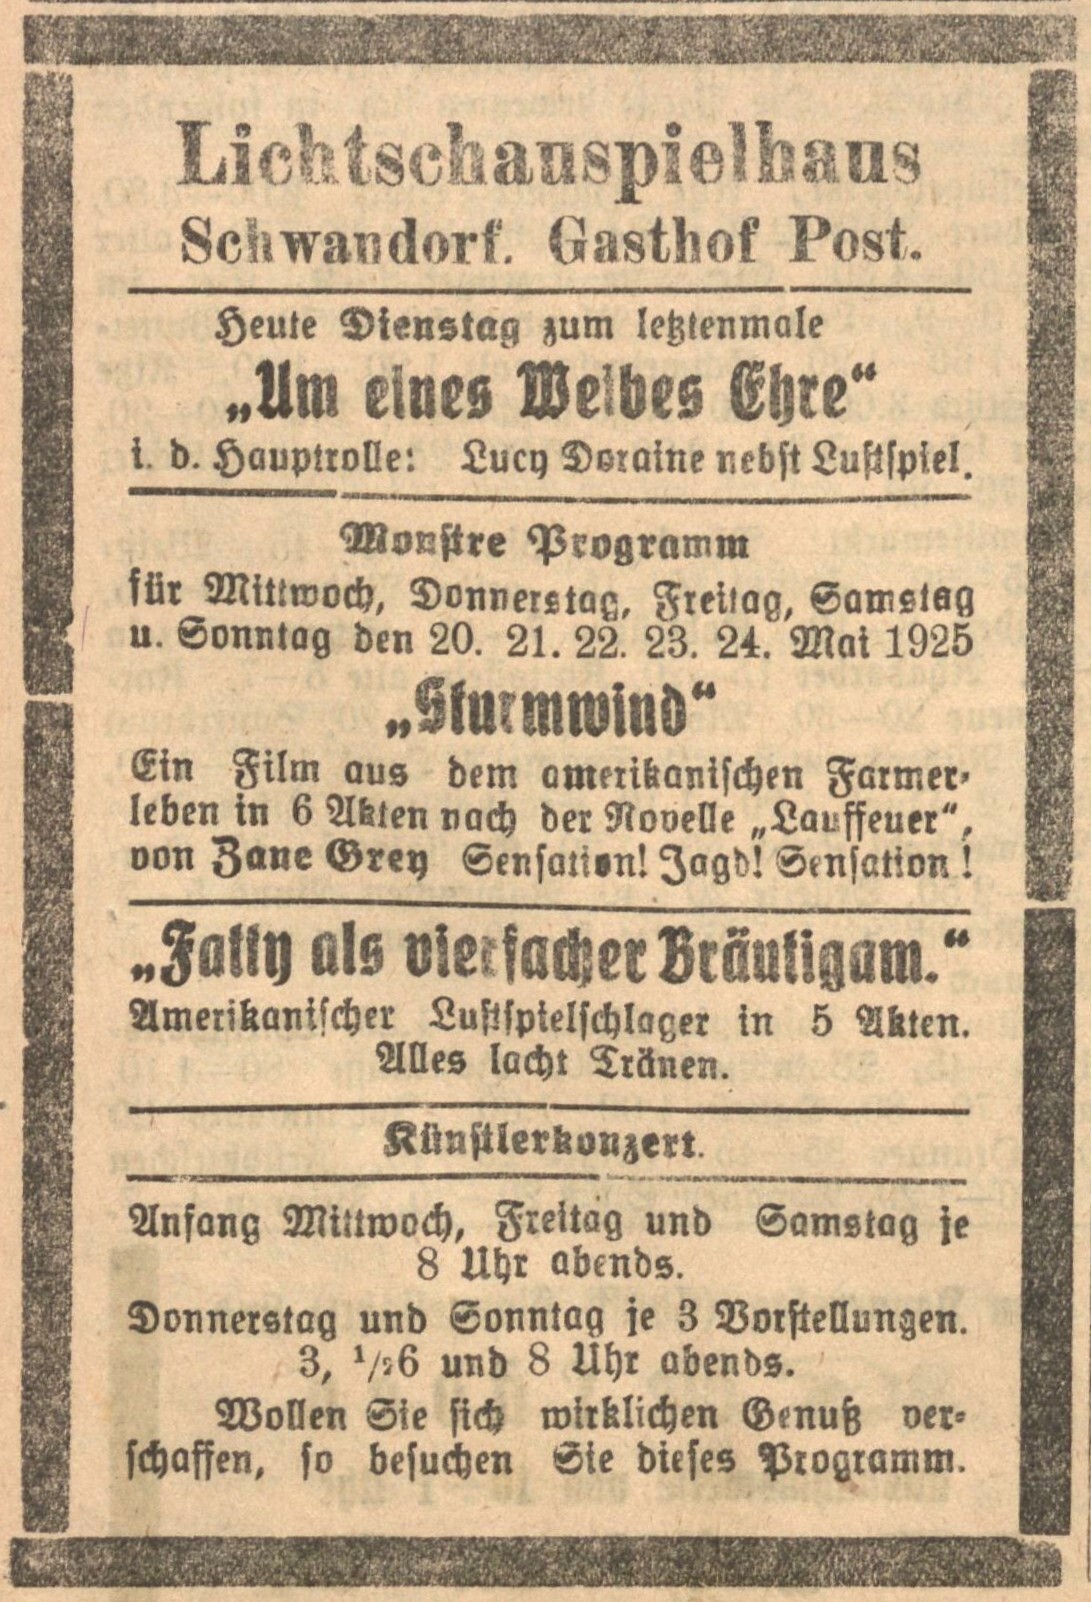 Lichtschauspielhaus
Schwandorf. Gasthof Post.
Heute Dienstag zum letztenmale
„Um eines Weibes Ehre“
i. d. Hauptrolle: Lucy Doraine nebst Lustspiel.
Monstre Programm
für Mittwoch, Donnerstag, Freitag, Samstag
u. Sonntag den 20. 21. 22. 23. 24. Mai 1925
„Sturmwind“
Ein Film aus dem amerikanischen Farmer-
leben in 6 Akten nach der Novelle „Lauffeuer“,
von Zane Grey Sensation! Jagd! Sensation!
„Fatty als vierfacher Bräutigam.“
Amerikanischer Lustspielschlager in 5 Akten.
Alles lacht Tränen.
Künstlerkonzert.
Anfang Mittwoch, Freitag und Samstag je
8 Uhr abends.
Donnerstag und Sonntag je 3 Vorstellungen.
3, 1/26 und 8 Uhr abends.
Wollen Sie sich wirklichen Genuß ver-
schaffen, so besuchen Sie dieses Programm.